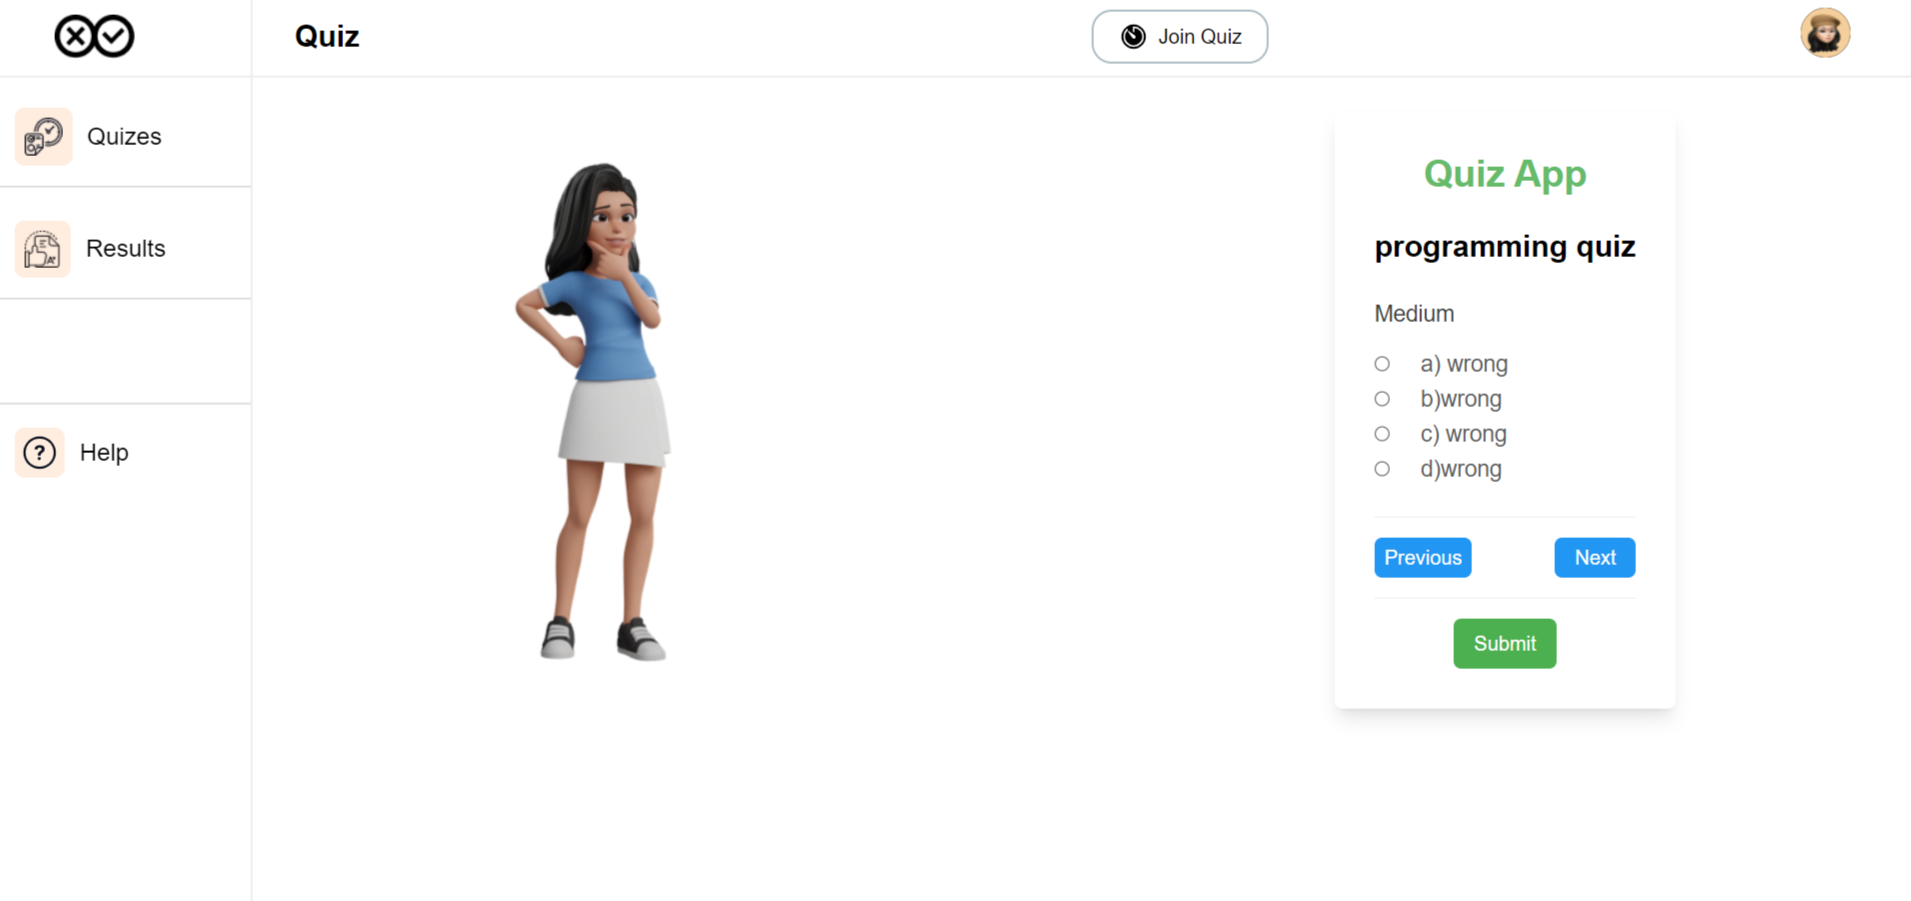 Quiz
Join Quiz
Quizes
Results
Help
Quiz App
programming quiz
Medium
a) wrong
b)wrong
c) wrong
d)wrong
Previous
Next
Submit